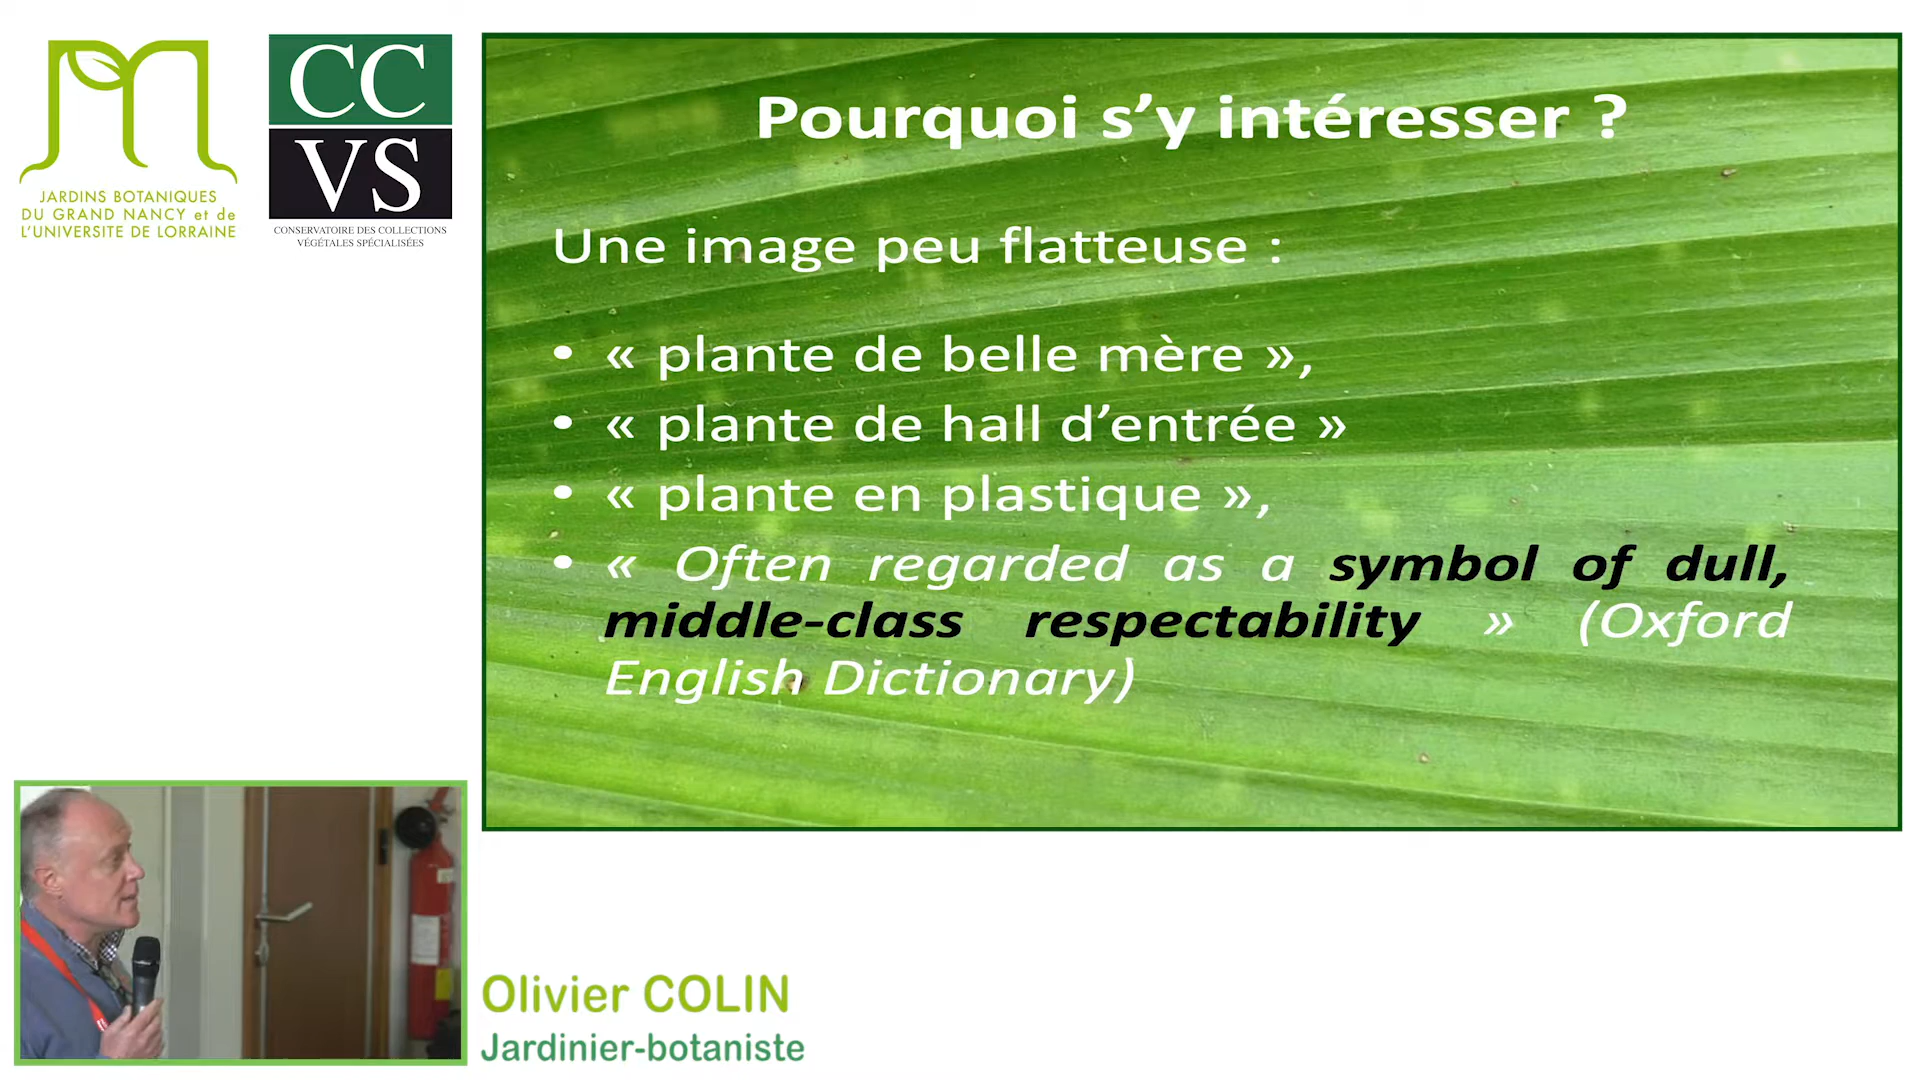 JARDINS BOTANIQUES
DU GRAND NANCY et de
L'UNIVERSITE DE LORRAINE
CC
VS
CONSERVATOIRE DES COLLECTIONS
VÉGÉTALES SPÉCIALISÉES
Pourquoi s’y intéresser ?
Une image peu flatteuse :
• « plante de belle mère »,
• « plante de hall d’entrée »
• « plante en plastique »,
• « Often regarded as a symbol of dull,
middle-class respectability » (Oxford
English Dictionary)
Olivier COLIN
Jardinier-botaniste